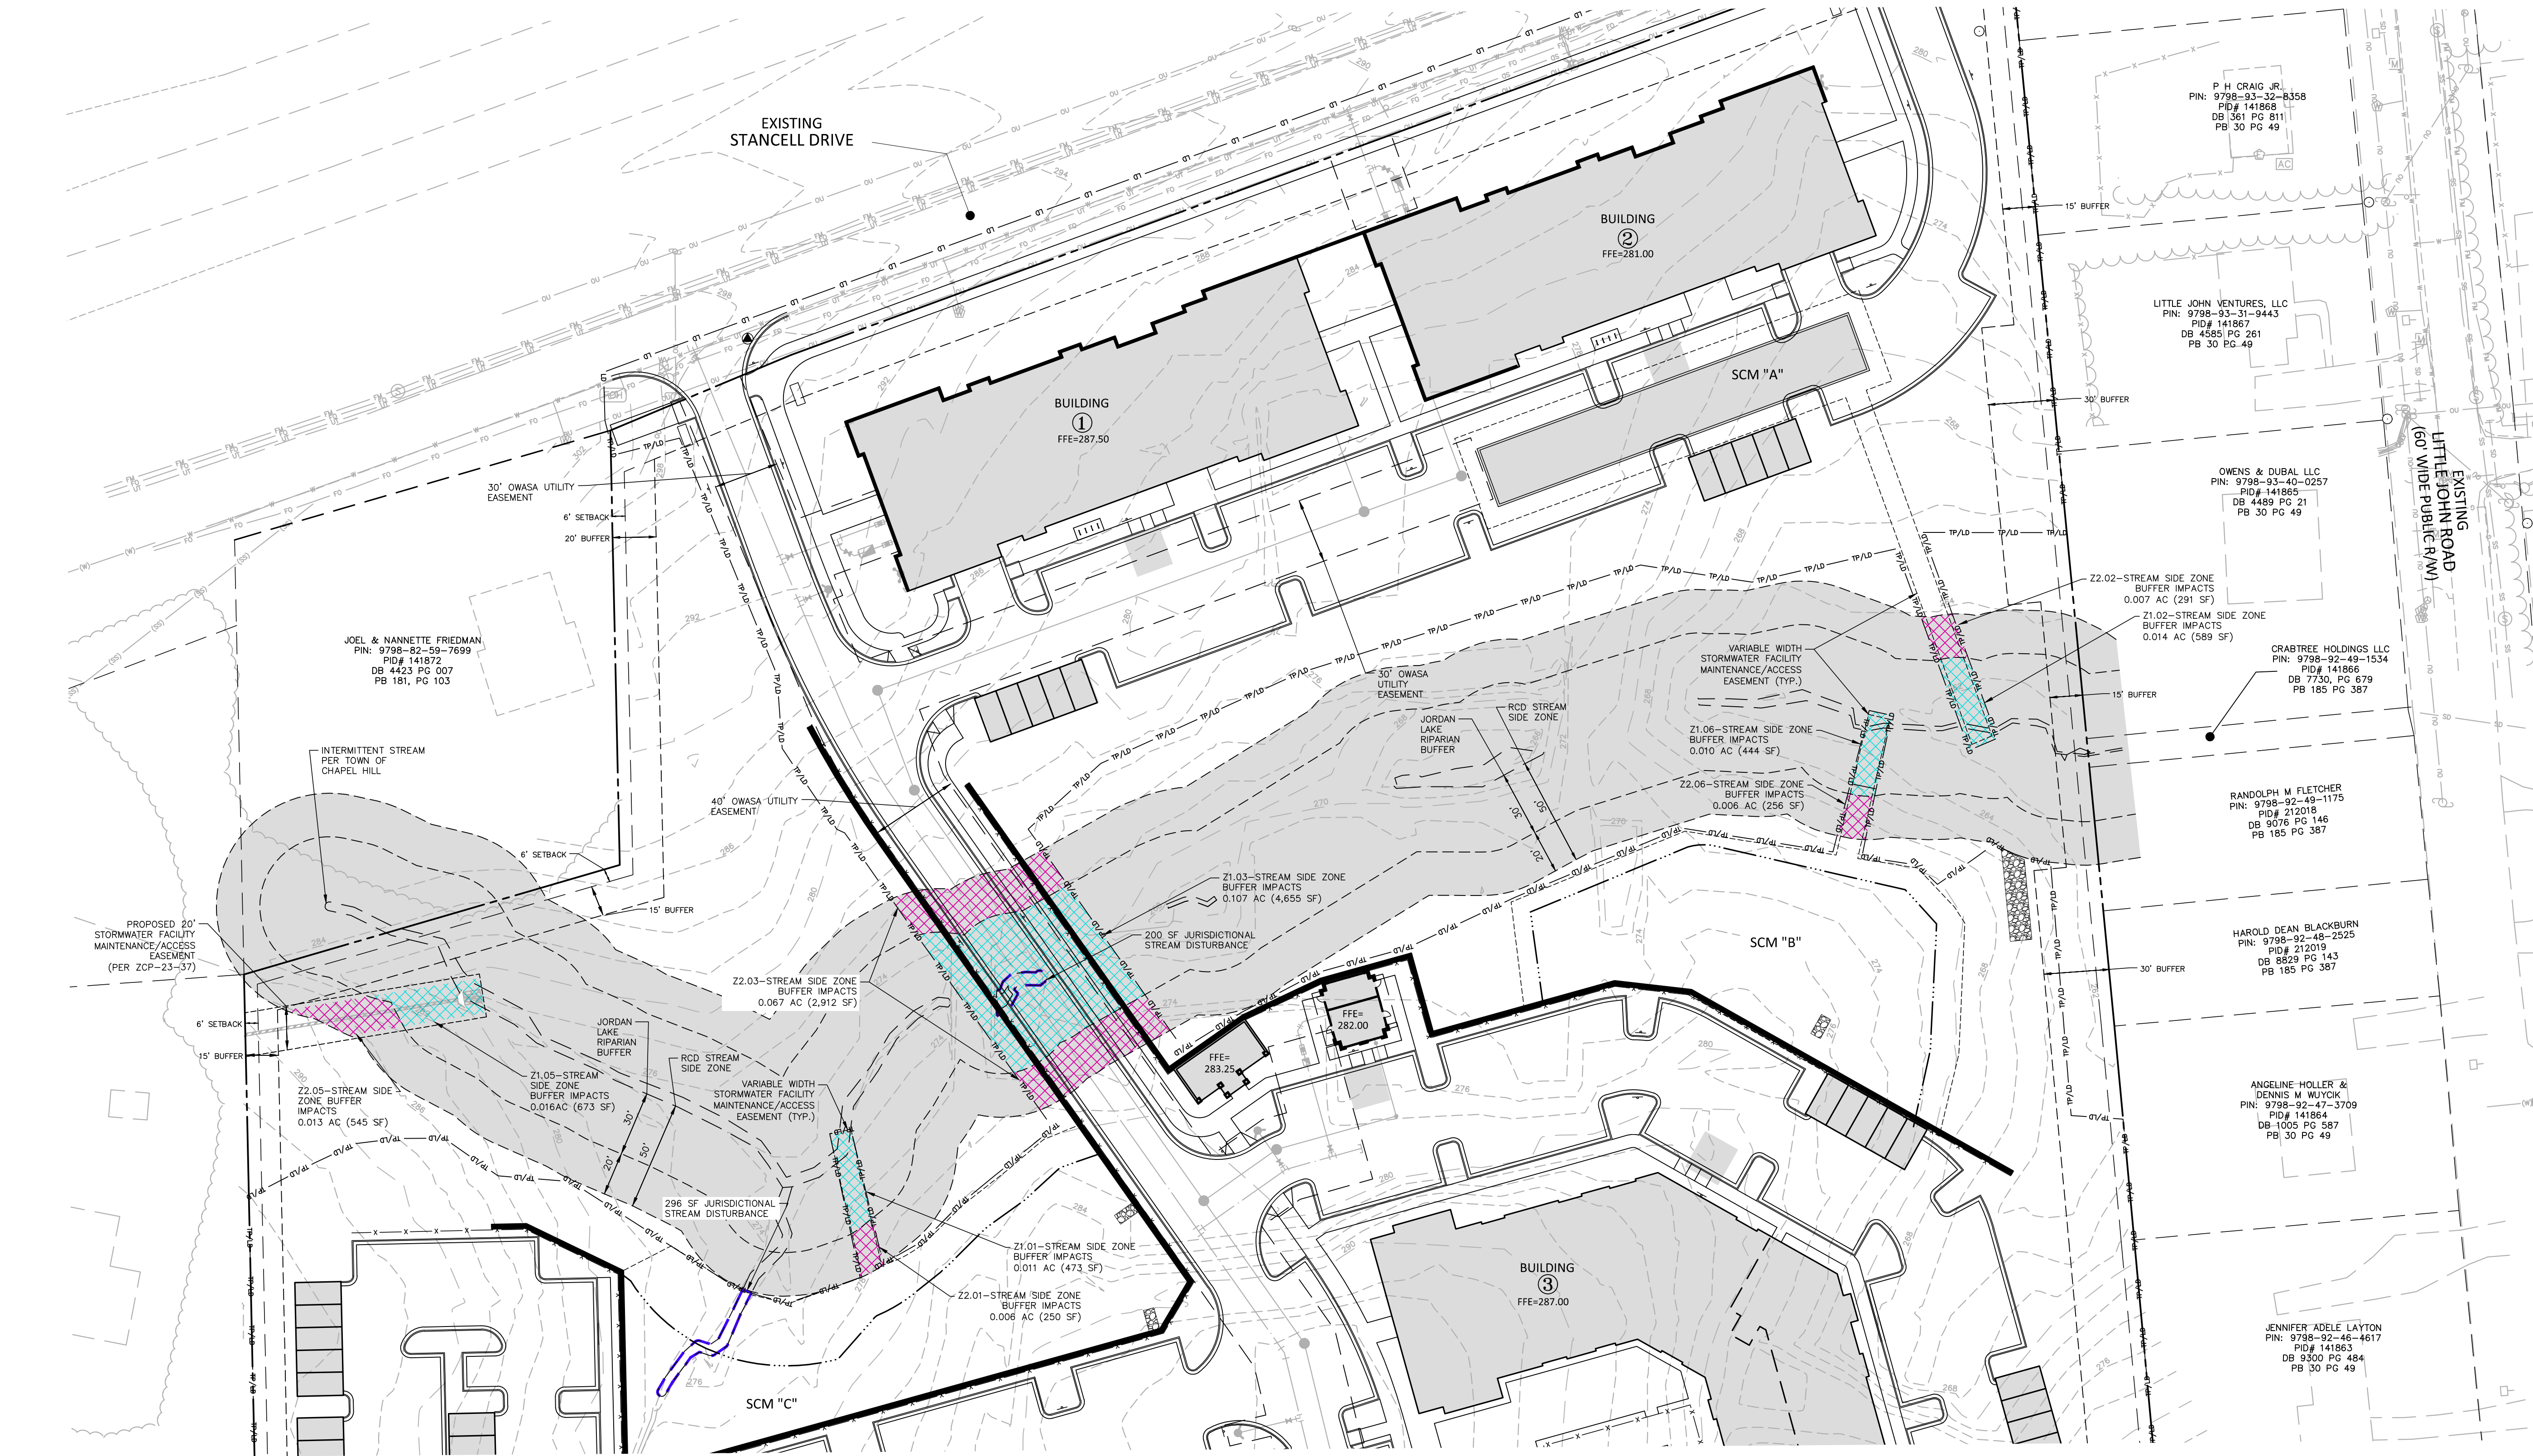 EXISTING
STANCELL DRIVE
P H CRAIG JR.
PIN: 9798-93-32-8358
PID# 141868
DB 361 PG 811
PB 30 PG 49
15' BUFFER
BUILDING
2
FFE=281.00
LITTLE JOHN VENTURES, LLC
PIN: 9798-93-31-9443
PID# 141867
DB 4585 PG 261
PB 30 PG 49
SCM "A"
30' BUFFER
BUILDING
1
FFE=287.50
EXISTING
LITTLE JOHN ROAD
(60' WIDE PUBLIC R/W)
OWENS & DUBAL LLC
PIN: 9798-93-40-0257
PID# 141865
DB 4489 PG 21
PB 30 PG 49
30' OWASA UTILITY
EASEMENT
6' SETBACK
20' BUFFER
Z2.02-STREAM SIDE ZONE
BUFFER IMPACTS
0.007 AC (291 SF)
Z1.02-STREAM SIDE ZONE
BUFFER IMPACTS
0.014 AC (589 SF)
JOEL & NANNETTE FRIEDMAN
PIN: 9798-82-59-7699
PID# 141872
DB 4423 PG 007
PB 181, PG 103
CRABTREE HOLDINGS LLC
PIN: 9798-92-49-1534
PID# 141866
DB 7730, PG 679
PB 185 PG 387
VARIABLE WIDTH
STORMWATER FACILITY
MAINTENANCE/ACCESS
EASEMENT (TYP.)
30' OWASA
UTILITY
EASEMENT
15' BUFFER
JORDAN
LAKE
RIPARIAN
BUFFER
RCD STREAM
SIDE ZONE
Z1.06-STREAM SIDE ZONE
BUFFER IMPACTS
0.010 AC (444 SF)
Z2.06-STREAM SIDE ZONE
BUFFER IMPACTS
0.006 AC (256 SF)
30'
50'
20'
INTERMITTENT STREAM
PER TOWN OF
CHAPEL HILL
40' OWASA UTILITY
EASEMENT
RANDOLPH M FLETCHER
PIN: 9798-92-49-1175
PID# 212018
DB 9076 PG 146
PB 185 PG 387
6' SETBACK
15' BUFFER
Z1.03-STREAM SIDE ZONE
BUFFER IMPACTS
0.107 AC (4,655 SF)
200 SF JURISDICTIONAL
STREAM DISTURBANCE
PROPOSED 20'
STORMWATER FACILITY
MAINTENANCE/ACCESS
EASEMENT
(PER ZCP-23-37)
SCM "B"
HAROLD DEAN BLACKBURN
PIN: 9798-92-48-2525
PID# 212019
DB 8829 PG 143
PB 185 PG 387
30' BUFFER
Z2.03-STREAM SIDE ZONE
BUFFER IMPACTS
0.067 AC (2,912 SF)
6' SETBACK
15' BUFFER
JORDAN
LAKE
RIPARIAN
BUFFER
RCD STREAM
SIDE ZONE
FFE=
282.00
FFE=
283.25
Z2.05-STREAM SIDE
ZONE BUFFER
IMPACTS
0.013 AC (545 SF)
Z1.05-STREAM
SIDE ZONE
BUFFER IMPACTS
0.016AC (673 SF)
VARIABLE WIDTH
STORMWATER FACILITY
MAINTENANCE/ACCESS
EASEMENT (TYP.)
30'
50'
20'
ANGELINE HOLLER &
DENNIS M WUYCIK
PIN: 9798-92-47-3709
PID# 141864
DB 1005 PG 587
PB 30 PG 49
296 SF JURISDICTIONAL
STREAM DISTURBANCE
Z1.01-STREAM SIDE ZONE
BUFFER IMPACTS
0.011 AC (473 SF)
Z2.01-STREAM SIDE ZONE
BUFFER IMPACTS
0.006 AC (250 SF)
BUILDING
3
FFE=287.00
SCM "C"
JENNIFER ADELE LAYTON
PIN: 9798-92-46-4617
PID# 141863
DB 9300 PG 484
PB 30 PG 49